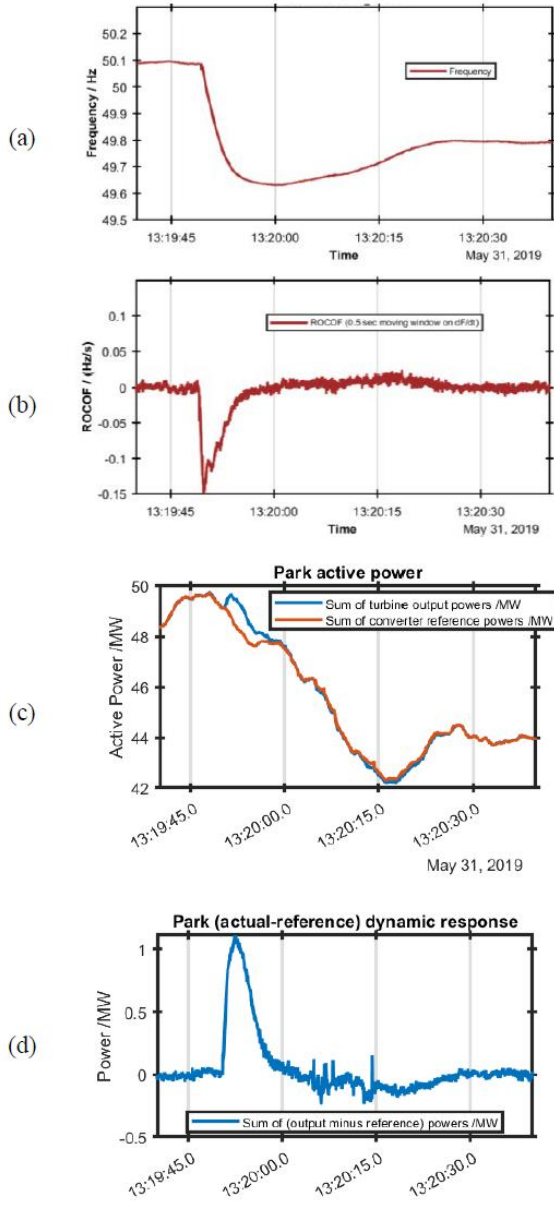 (a)
Frequency / Hz
50.2
50.1
50
49.9
49.8
49.7
49.6
49.5
Frequency
13:19:45
13:20:00
13:20:15
13:20:30
Time
May 31, 2019
(b)
ROCOF / (Hz/s)
0.1
0.05
0
-0.05
-0.1
-0.15
ROCOF (0.5 sec moving window on dF/dt)
13:19:45
13:20:00
13:20:15
13:20:30
Time
May 31, 2019
(c)
Park active power
Active Power /MW
50
48
46
44
42
Sum of turbine output powers /MW
Sum of converter reference powers /MW
13:19:45.0
13:20:00.0
13:20:15.0
13:20:30.0
May 31, 2019
(d)
Park (actual-reference) dynamic response
Power /MW
1
0.5
0
-0.5
Sum of (output minus reference) powers /MW
13:19:45.0
13:20:00.0
13:20:15.0
13:20:30.0